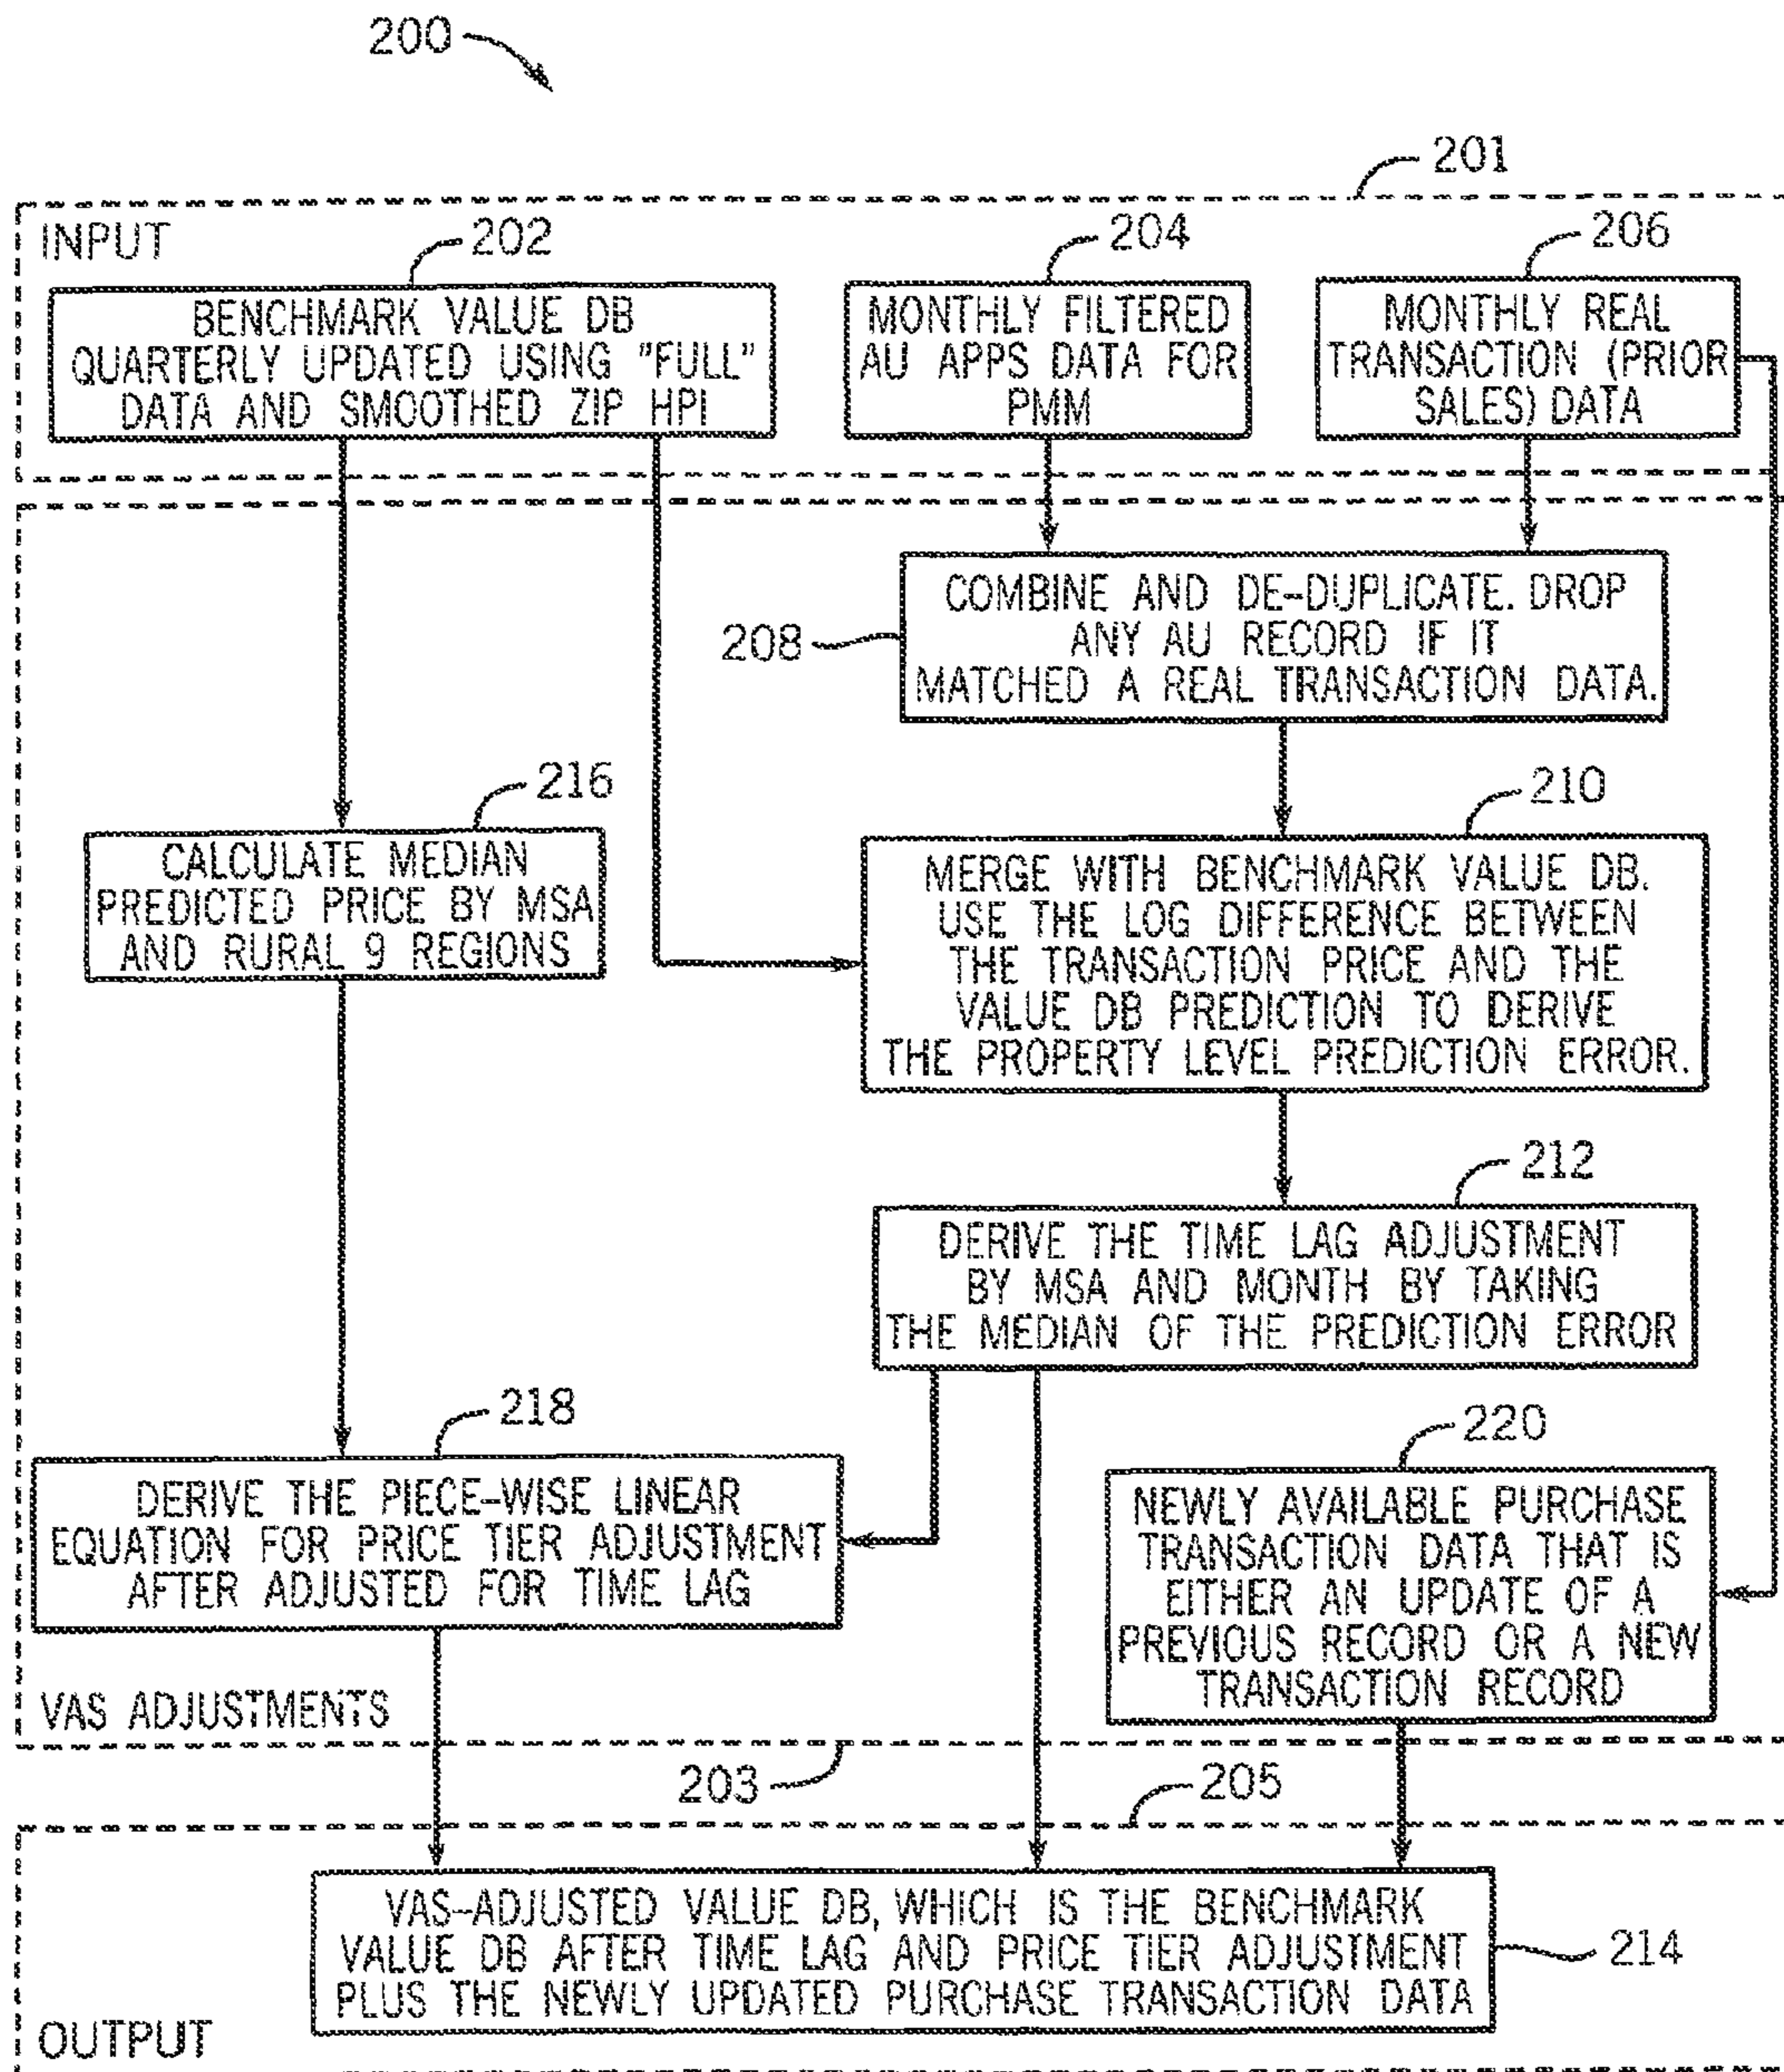 200
201
INPUT
202
204
206
BENCHMARK VALUE DB
QUARTERLY UPDATED USING "FULL"
DATA AND SMOOTHED ZIP HPI
MONTHLY FILTERED
AU APPS DATA FOR
PMM
MONTHLY REAL
TRANSACTION (PRIOR
SALES) DATA
208
COMBINE AND DE-DUPLICATE. DROP
ANY AU RECORD IF IT
MATCHED A REAL TRANSACTION DATA.
216
CALCULATE MEDIAN
PREDICTED PRICE BY MSA
AND RURAL 9 REGIONS
210
MERGE WITH BENCHMARK VALUE DB.
USE THE LOG DIFFERENCE BETWEEN
THE TRANSACTION PRICE AND THE
VALUE DB PREDICTION TO DERIVE
THE PROPERTY LEVEL PREDICTION ERROR.
212
DERIVE THE TIME LAG ADJUSTMENT
BY MSA AND MONTH BY TAKING
THE MEDIAN OF THE PREDICTION ERROR
218
DERIVE THE PIECE-WISE LINEAR
EQUATION FOR PRICE TIER ADJUSTMENT
AFTER ADJUSTED FOR TIME LAG
220
NEWLY AVAILABLE PURCHASE
TRANSACTION DATA THAT IS
EITHER AN UPDATE OF A
PREVIOUS RECORD OR A NEW
TRANSACTION RECORD
VAS ADJUSTMENTS
203
205
VAS-ADJUSTED VALUE DB, WHICH IS THE BENCHMARK
VALUE DB AFTER TIME LAG AND PRICE TIER ADJUSTMENT
PLUS THE NEWLY UPDATED PURCHASE TRANSACTION DATA
214
OUTPUT